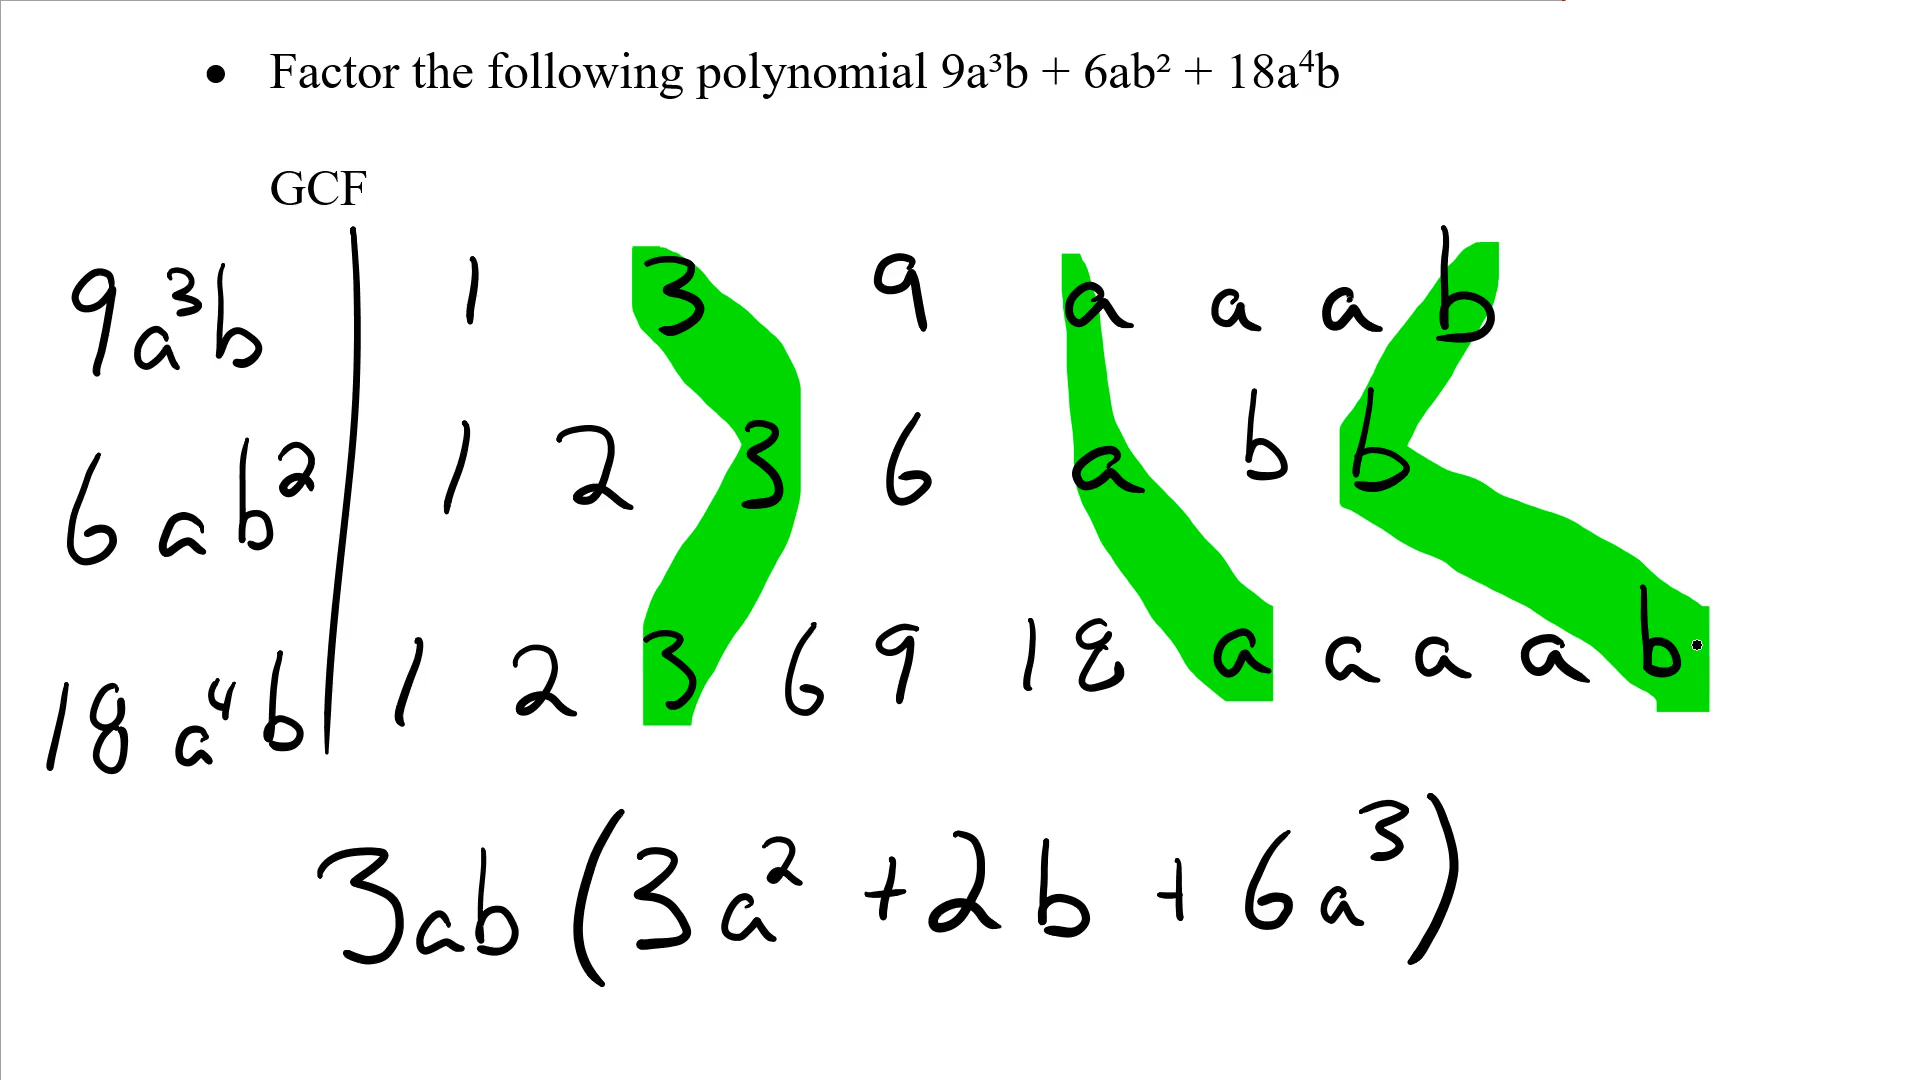 • Factor the following polynomial 9a³b + 6ab² + 18a⁴b
GCF
9a³b | 1 3 9 a a a b
6ab² | 1 2 3 6 a b b
18a⁴b | 1 2 3 6 9 18 a a a a b
3ab(3a² + 2b + 6a³)